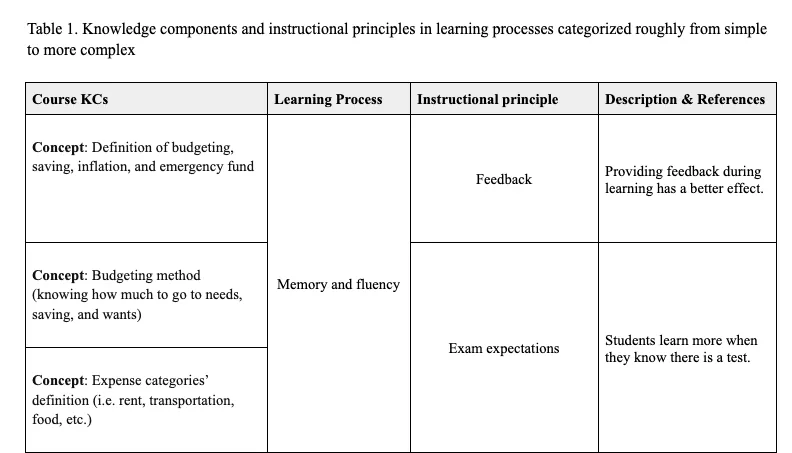 Table 1. Knowledge components and instructional principles in learning processes categorized roughly from simple
to more complex
Course KCs
Learning Process
Instructional principle
Description & References
Concept: Definition of budgeting,
saving, inflation, and emergency fund
Memory and fluency
Feedback
Providing feedback during
learning has a better effect.
Concept: Budgeting method
(knowing how much to go to needs,
saving, and wants)
Exam expectations
Students learn more when
they know there is a test.
Concept: Expense categories’
definition (i.e. rent, transportation,
food, etc.)